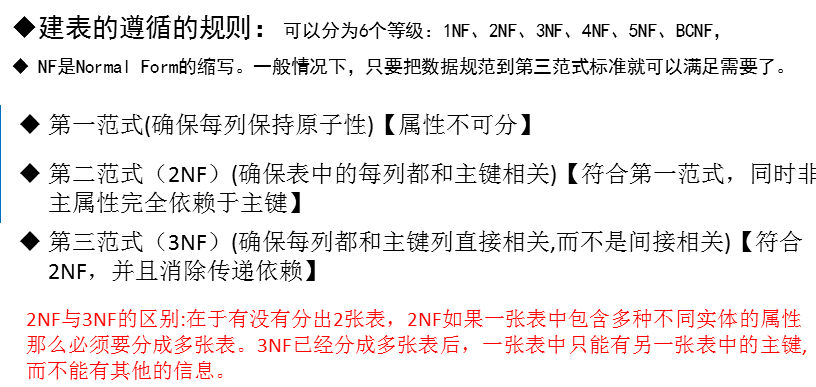 ◆建表的遵循的规则：可以分为6个等级：1NF、2NF、3NF、4NF、5NF、BCNF，
◆ NF是Normal Form的缩写。一般情况下，只要把数据规范到第三范式标准就可以满足需要了。
◆ 第一范式(确保每列保持原子性)【属性不可分】
◆ 第二范式（2NF）(确保表中的每列都和主键相关)【符合第一范式，同时非
主属性完全依赖于主键】
◆ 第三范式（3NF）(确保每列都和主键列直接相关,而不是间接相关)【符合
2NF，并且消除传递依赖】
2NF与3NF的区别:在于有没有分出2张表，2NF如果一张表中包含多种不同实体的属性
那么必须要分成多张表。3NF已经分成多张表后，一张表中只能有另一张表中的主键,
而不能有其他的信息。